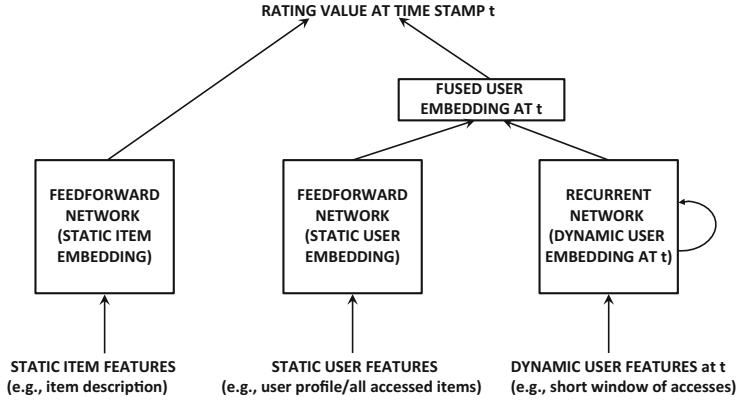 RATING VALUE AT TIME STAMP t
FUSED USER
EMBEDDING AT t
FEEDFORWARD
NETWORK
(STATIC ITEM
EMBEDDING)
FEEDFORWARD
NETWORK
(STATIC USER
EMBEDDING)
RECURRENT
NETWORK
(DYNAMIC USER
EMBEDDING AT t)
STATIC ITEM FEATURES
(e.g., item description)
STATIC USER FEATURES
(e.g., user profile/all accessed items)
DYNAMIC USER FEATURES at t
(e.g., short window of accesses)